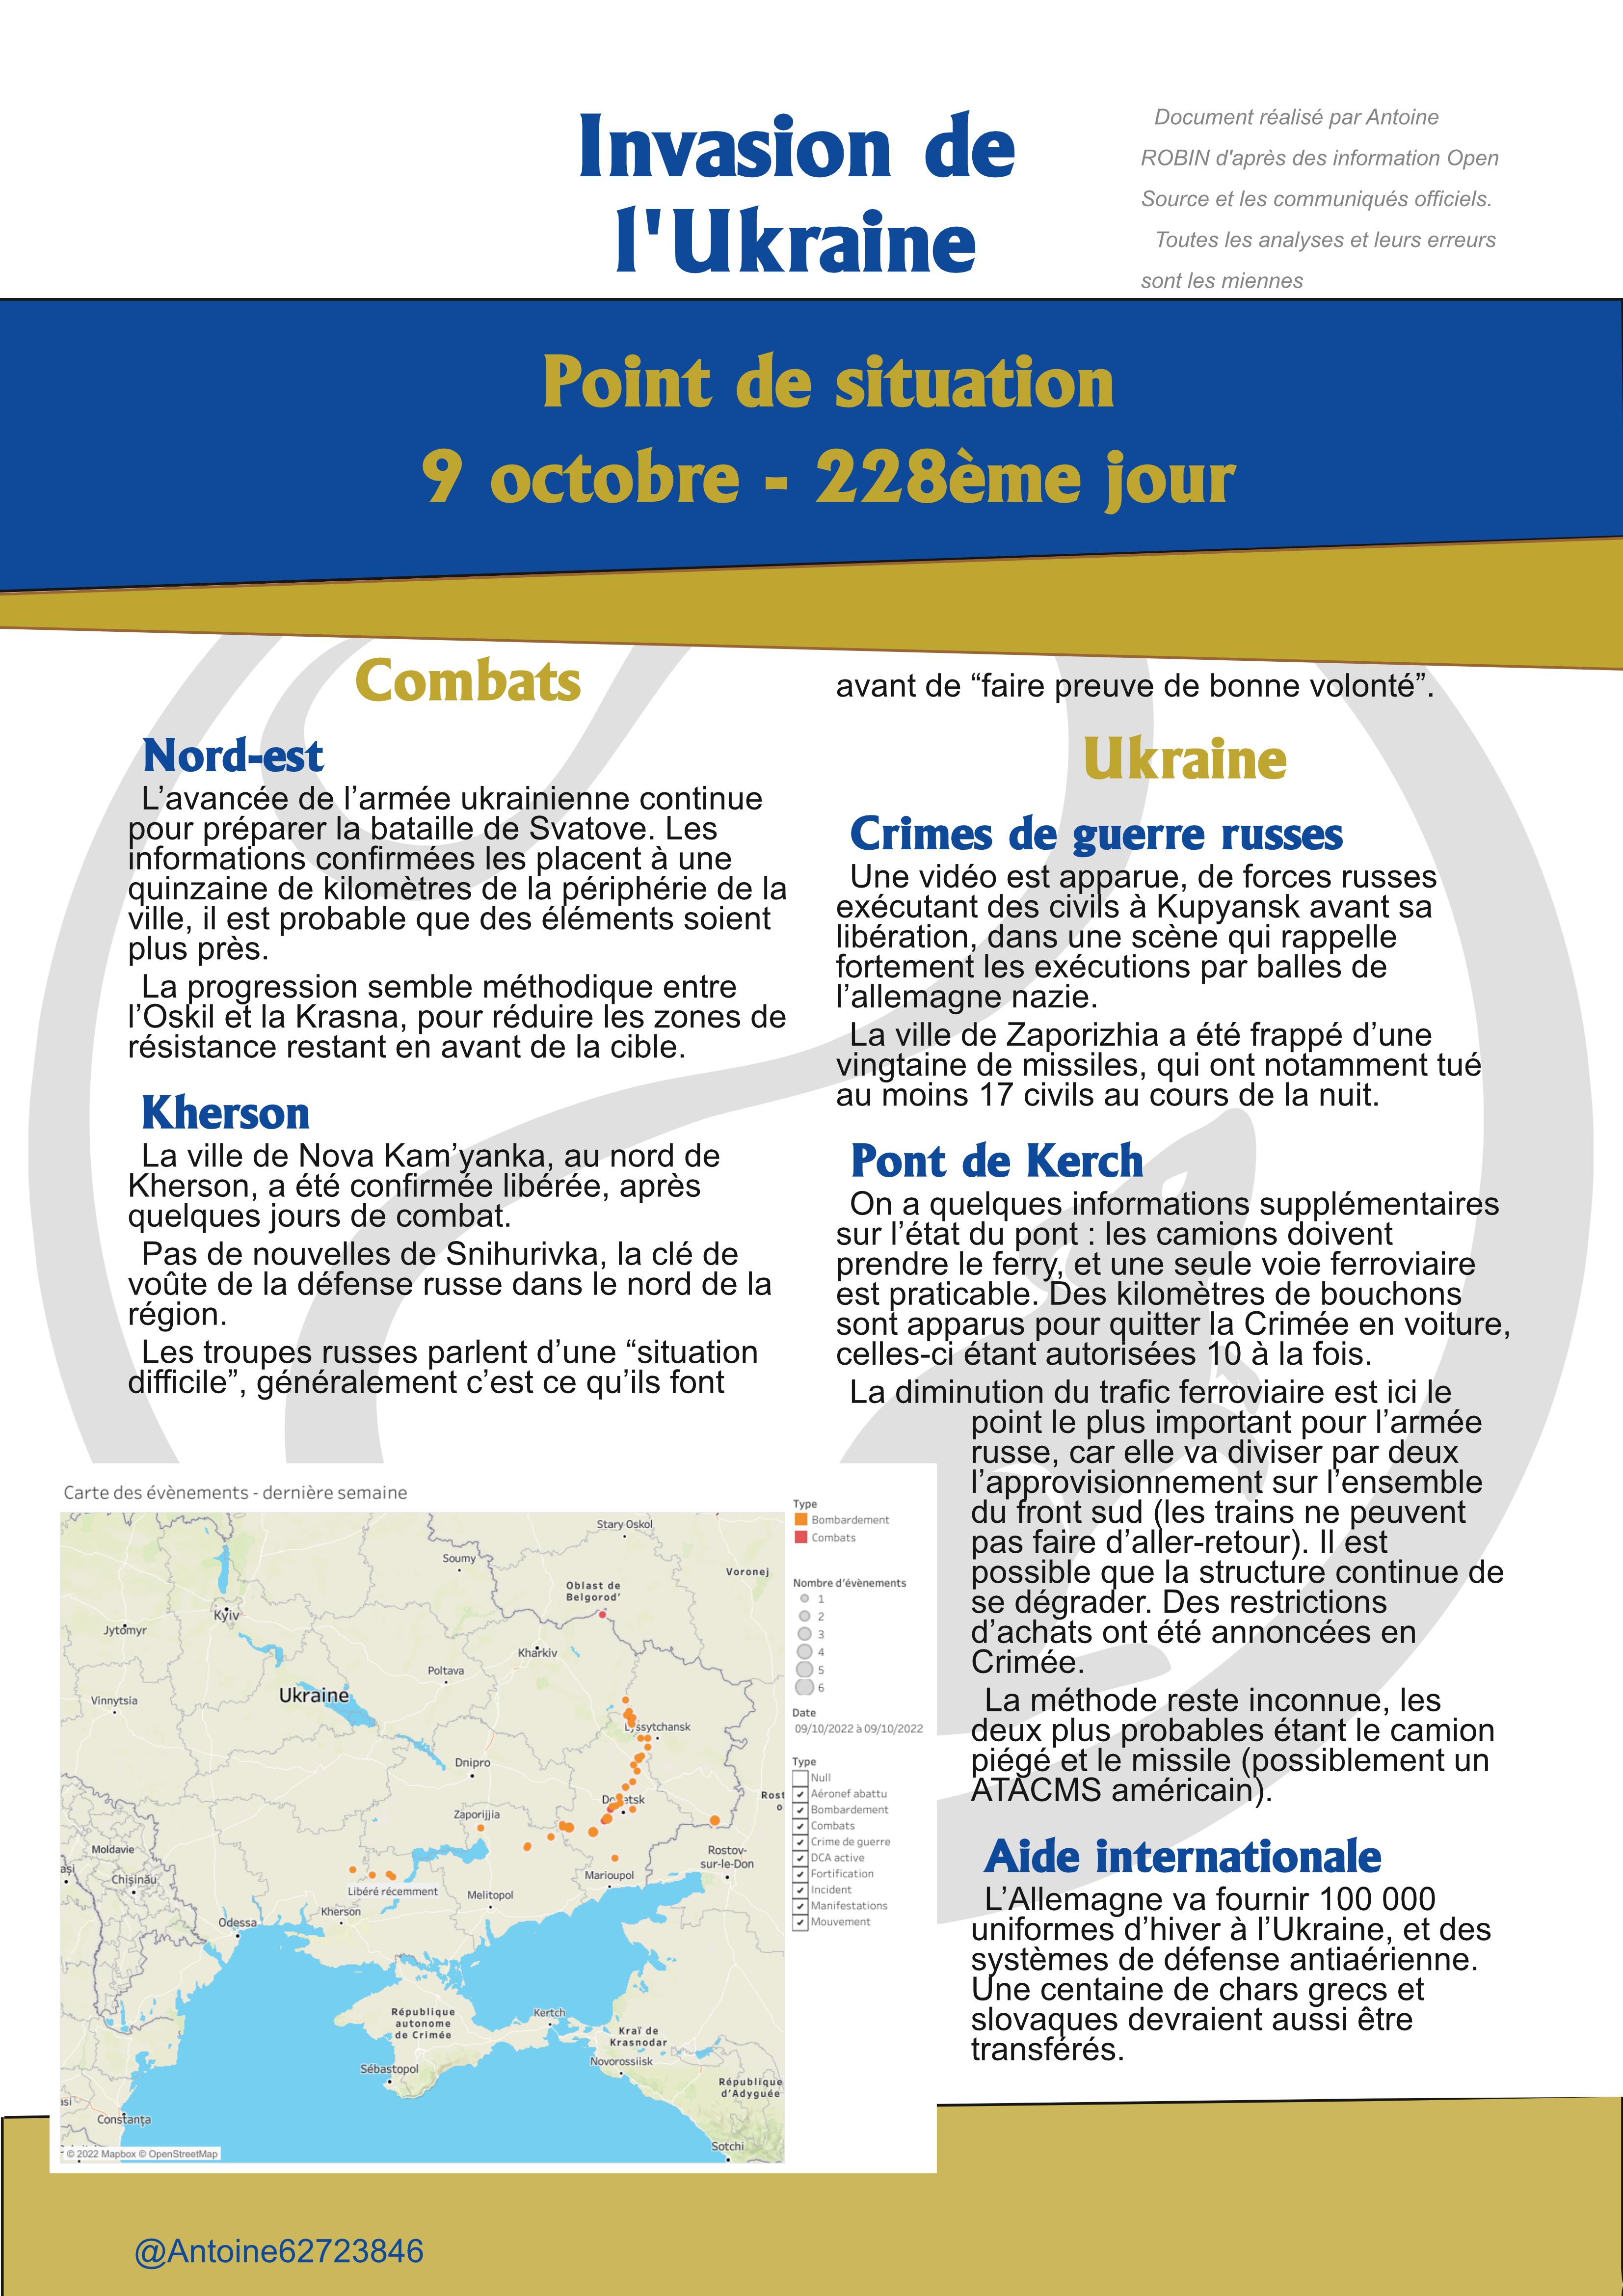 Invasion de
l'Ukraine
Document réalisé par Antoine
ROBIN d'après des information Open
Source et les communiqués officiels.
Toutes les analyses et leurs erreurs
sont les miennes
Point de situation
9 octobre - 228ème jour
Combats
Nord-est
L’avancée de l’armée ukrainienne continue
pour préparer la bataille de Svatove. Les
informations confirmées les placent à une
quinzaine de kilomètres de la périphérie de la
ville, il est probable que des éléments soient
plus près.
La progression semble méthodique entre
l’Oskil et la Krasna, pour réduire les zones de
résistance restant en avant de la cible.
Kherson
La ville de Nova Kam’yanka, au nord de
Kherson, a été confirmée libérée, après
quelques jours de combat.
Pas de nouvelles de Snihurivka, la clé de
voûte de la défense russe dans le nord de la
région.
Les troupes russes parlent d’une “situation
difficile”, généralement c’est ce qu’ils font
avant de “faire preuve de bonne volonté”.
Ukraine
Crimes de guerre russes
Une vidéo est apparue, de forces russes
exécutant des civils à Kupyansk avant sa
libération, dans une scène qui rappelle
fortement les exécutions par balles de
l’allemagne nazie.
La ville de Zaporizhia a été frappé d’une
vingtaine de missiles, qui ont notamment tué
au moins 17 civils au cours de la nuit.
Pont de Kerch
On a quelques informations supplémentaires
sur l’état du pont : les camions doivent
prendre le ferry, et une seule voie ferroviaire
est praticable. Des kilomètres de bouchons
sont apparus pour quitter la Crimée en voiture,
celles-ci étant autorisées 10 à la fois.
La diminution du trafic ferroviaire est ici le
point le plus important pour l’armée
russe, car elle va diviser par deux
l’approvisionnement sur l’ensemble
du front sud (les trains ne peuvent
pas faire d’aller-retour). Il est
possible que la structure continue de
se dégrader. Des restrictions
d’achats ont été annoncées en
Crimée.
La méthode reste inconnue, les
deux plus probables étant le camion
piégé et le missile (possiblement un
ATACMS américain).
Aide internationale
L’Allemagne va fournir 100 000
uniformes d’hiver à l’Ukraine, et des
systèmes de défense antiaérienne.
Une centaine de chars grecs et
slovaques devraient aussi être
transférés.
Carte des évènements - dernière semaine
Stary Oskol
Soumy
Voronej
Oblast de
Belgorod'
Kyiv
Jytomyr
Kharkiv
Poltava
Ukraine
Vinnytsia
Lyssytchansk
Dnipro
Donetsk
Rost
o
Zaporijjia
Moldavie
Rostov-
sur-le-Don
ași
Chișinău
Marioupol
Libéré récemment
Melitopol
Kherson
Odessa
République
autonome
de Crimée
Kertch
Kraï de
Krasnodar
Novorossiisk
Sébastopol
République
d'Adyguée
asi
Constanța
Sotchi
© 2022 Mapbox © OpenStreetMap
Type
Bombardement
Combats
Nombre d'évènements
1
2
3
4
5
6
Date
09/10/2022 à 09/10/2022
Type
Null
Aéronef abattu
Bombardement
Combats
Crime de guerre
DCA active
Fortification
Incident
Manifestations
Mouvement
@Antoine62723846